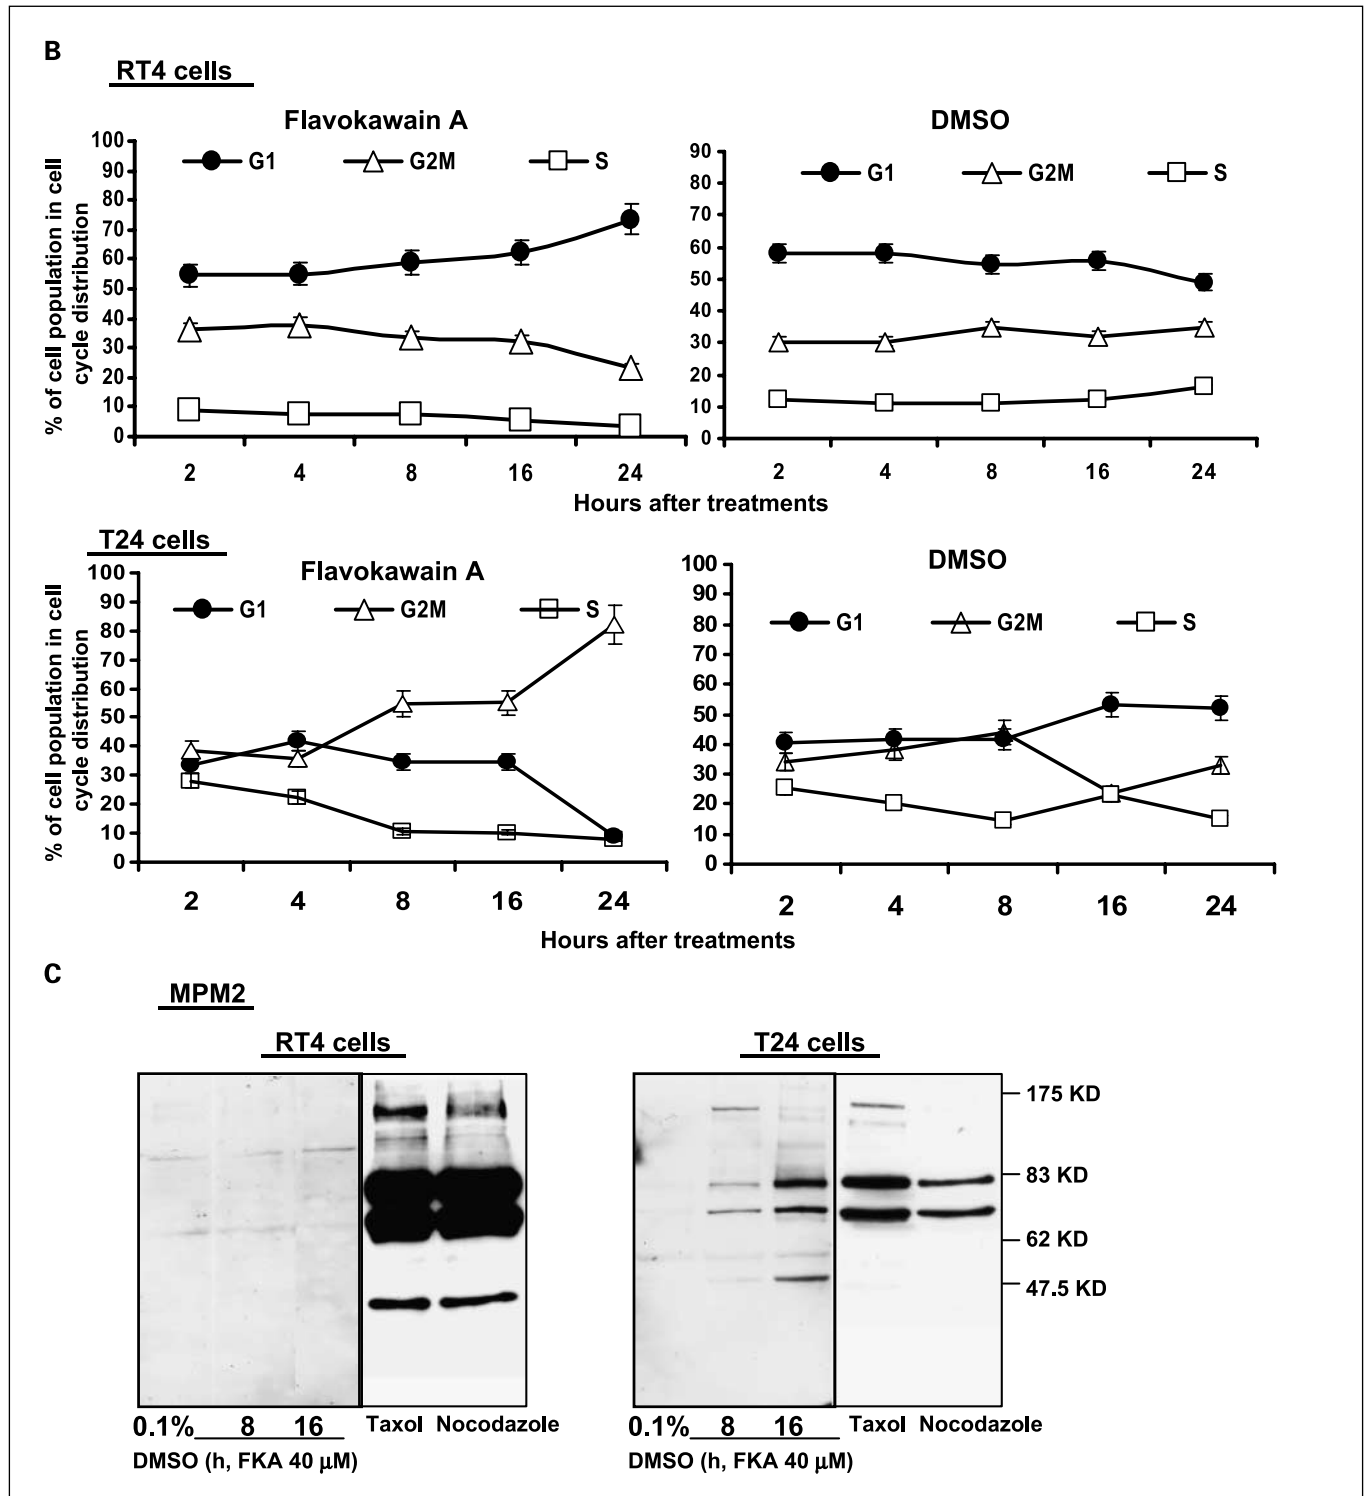 B
RT4 cells
Flavokawain A
DMSO
% of cell population in cell
cycle distribution
100
90
80
70
60
50
40
30
20
10
0
G1 G2M S
2 4 8 16 24
90
80
70
60
50
40
30
20
10
0
G1 G2M S
2 4 8 16 24
Hours after treatments
T24 cells
Flavokawain A
DMSO
% of cell population in cell
cycle distribution
100
90
80
70
60
50
40
30
20
10
0
G1 G2M S
2 4 8 16 24
100
90
80
70
60
50
40
30
20
10
0
G1 G2M S
2 4 8 16 24
Hours after treatments
C
MPM2
RT4 cells
T24 cells
175 KD
83 KD
62 KD
47.5 KD
0.1% 8 16 Taxol Nocodazole
DMSO (h, FKA 40 μM)
0.1% 8 16 Taxol Nocodazole
DMSO (h, FKA 40 μM)